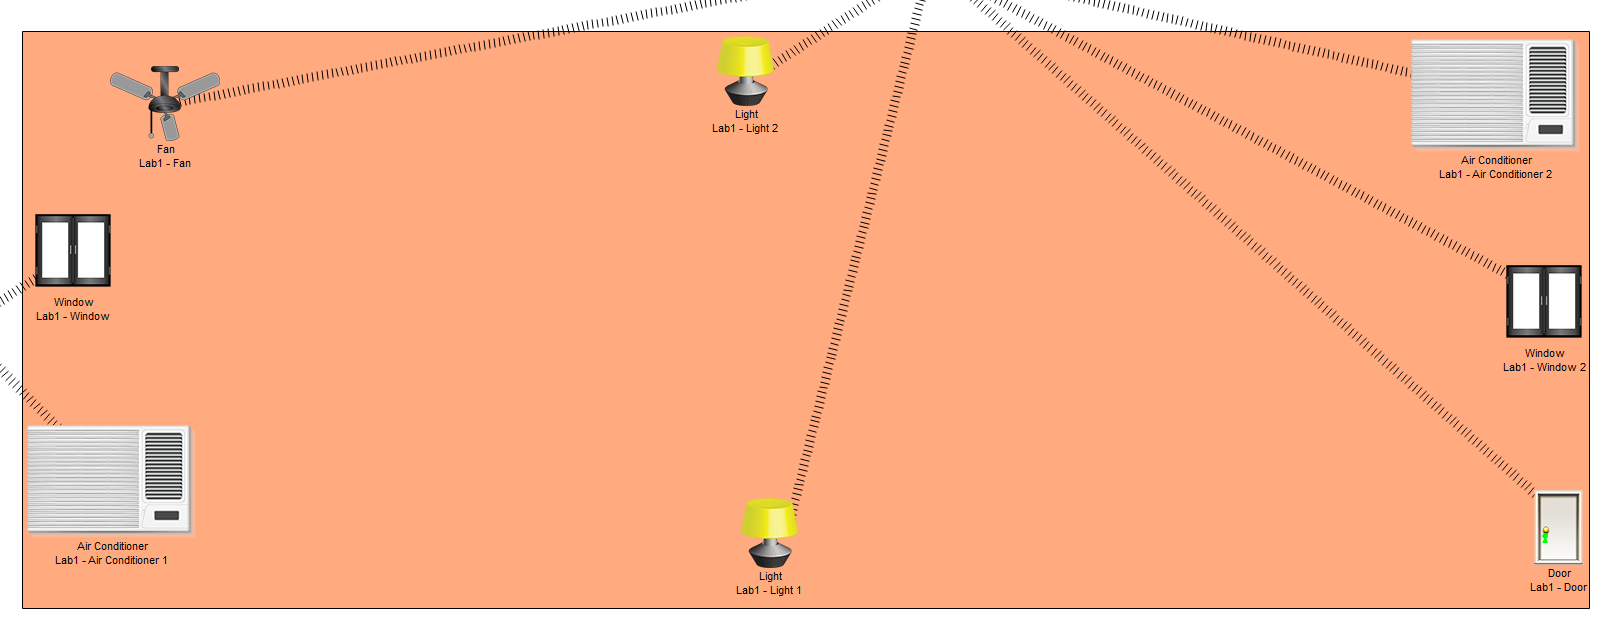 Light
Lab1 - Light 2
Fan
Lab1 - Fan
Air Conditioner
Lab1 - Air Conditioner 2
Window
Lab1 - Window
Window
Lab1 - Window 2
Air Conditioner
Lab1 - Air Conditioner 1
Light
Lab1 - Light 1
Door
Lab1 - Door